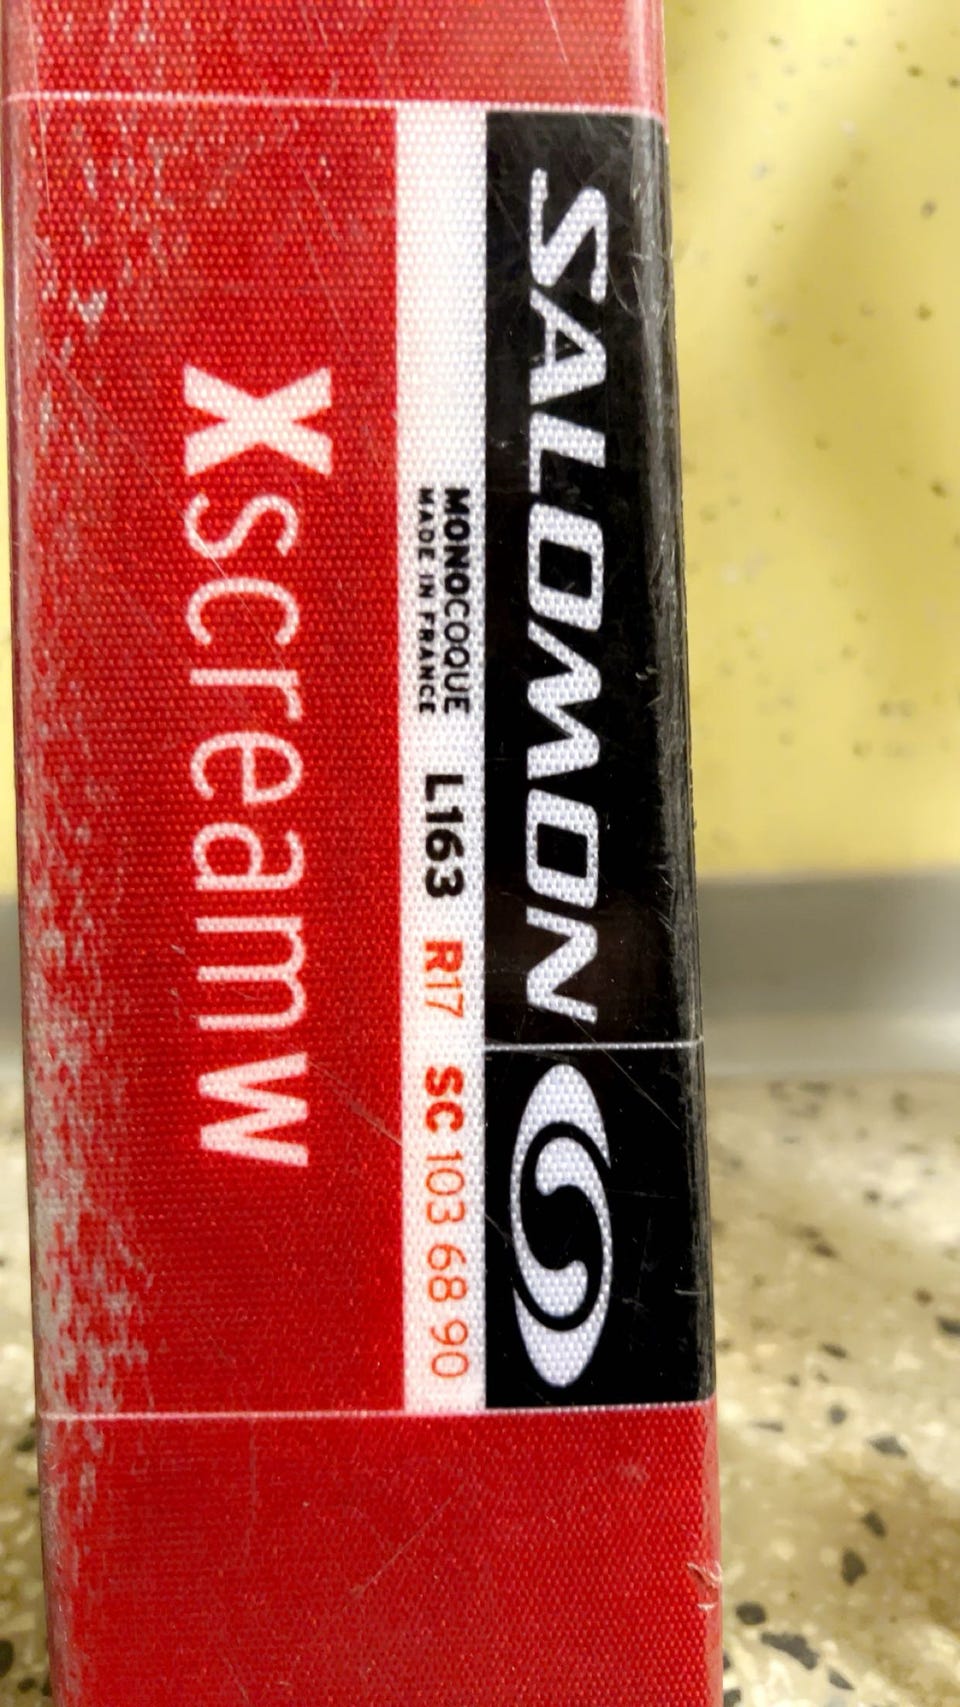 SALOMON
MONOCOQUE
MADE IN FRANCE
L163 R17 SC 103 68 90
Xscreamw